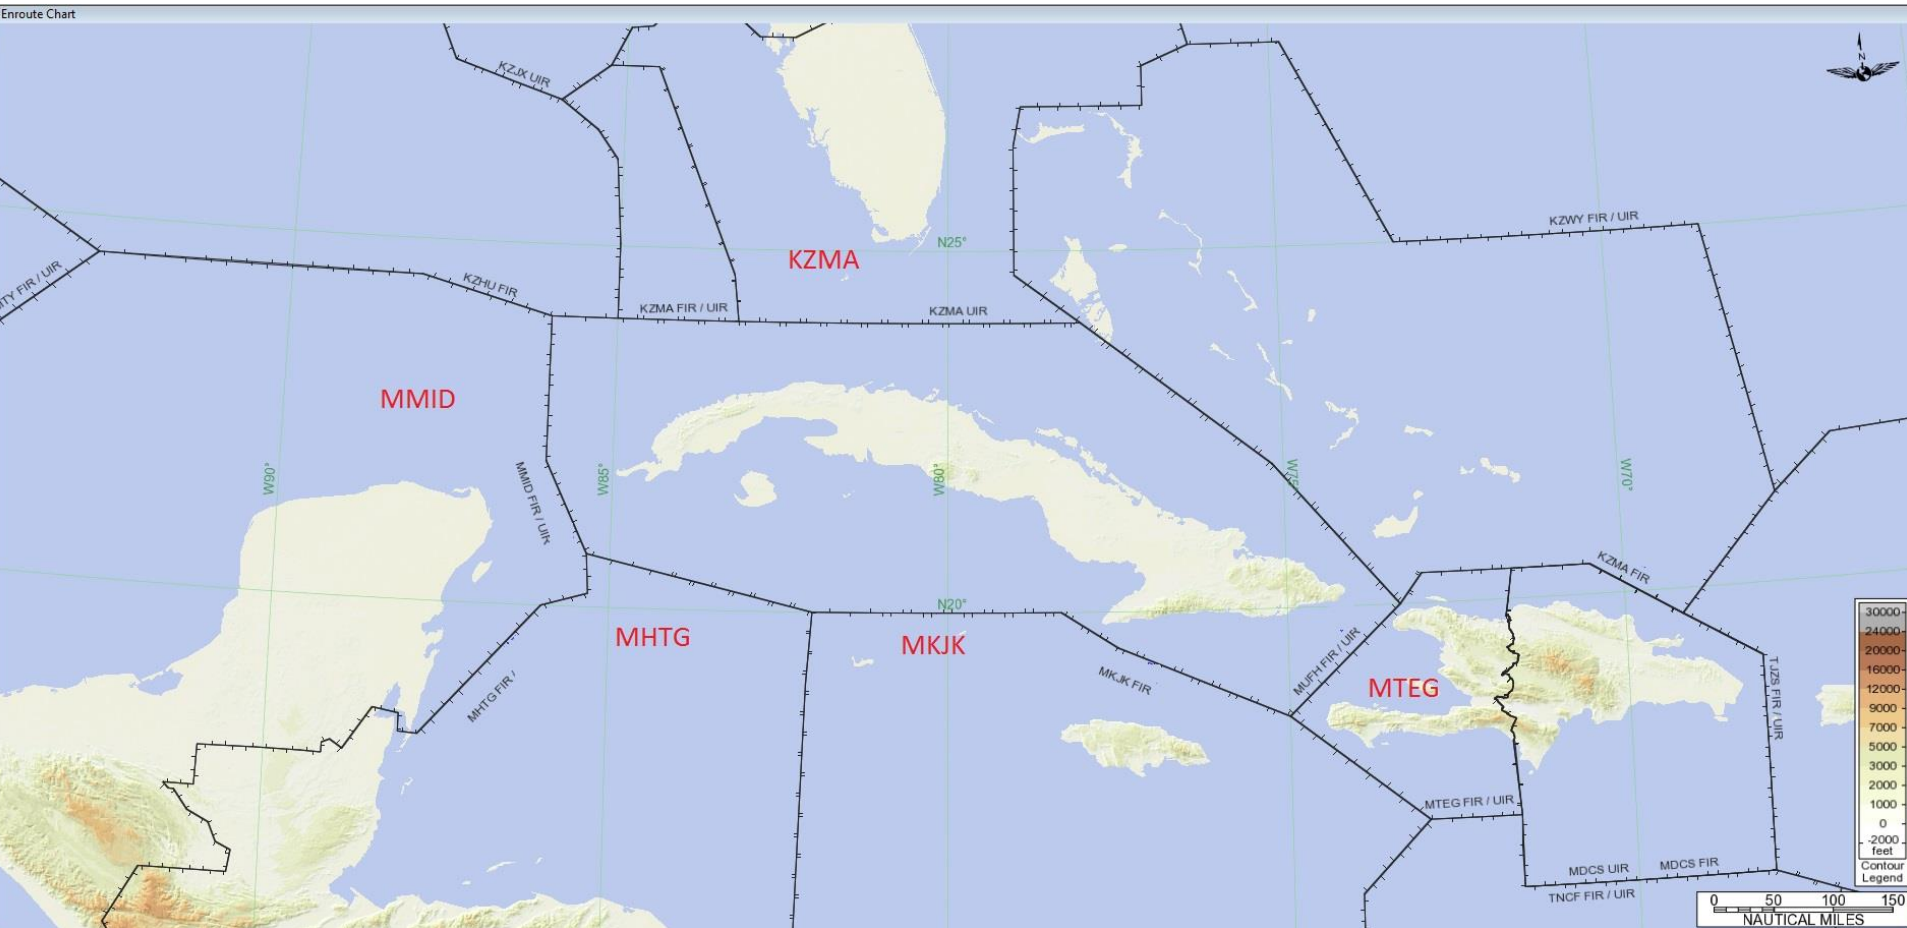 Enroute Chart
N
KZJX UIR
KZWY FIR / UIR
N25°
KZMA
ITY FIR / UIR
KZHU FIR
KZMA FIR / UIR
KZMA UIR
MMID
W90°
W85°
W80°
W75°
W70°
MMID FIR / UIR
KZMA FIR
N20°
MHTG
MKJK
MUFH FIR / UIR
MKJK FIR
MTEG
MHTG FIR /
TJZS FIR / UIR
MTEG FIR / UIR
MDCS UIR
MDCS FIR
TNCF FIR / UIR
30000
24000
20000
16000
12000
9000
7000
5000
3000
2000
1000
0
-2000
feet
Contour
Legend
0 50 100 150
NAUTICAL MILES